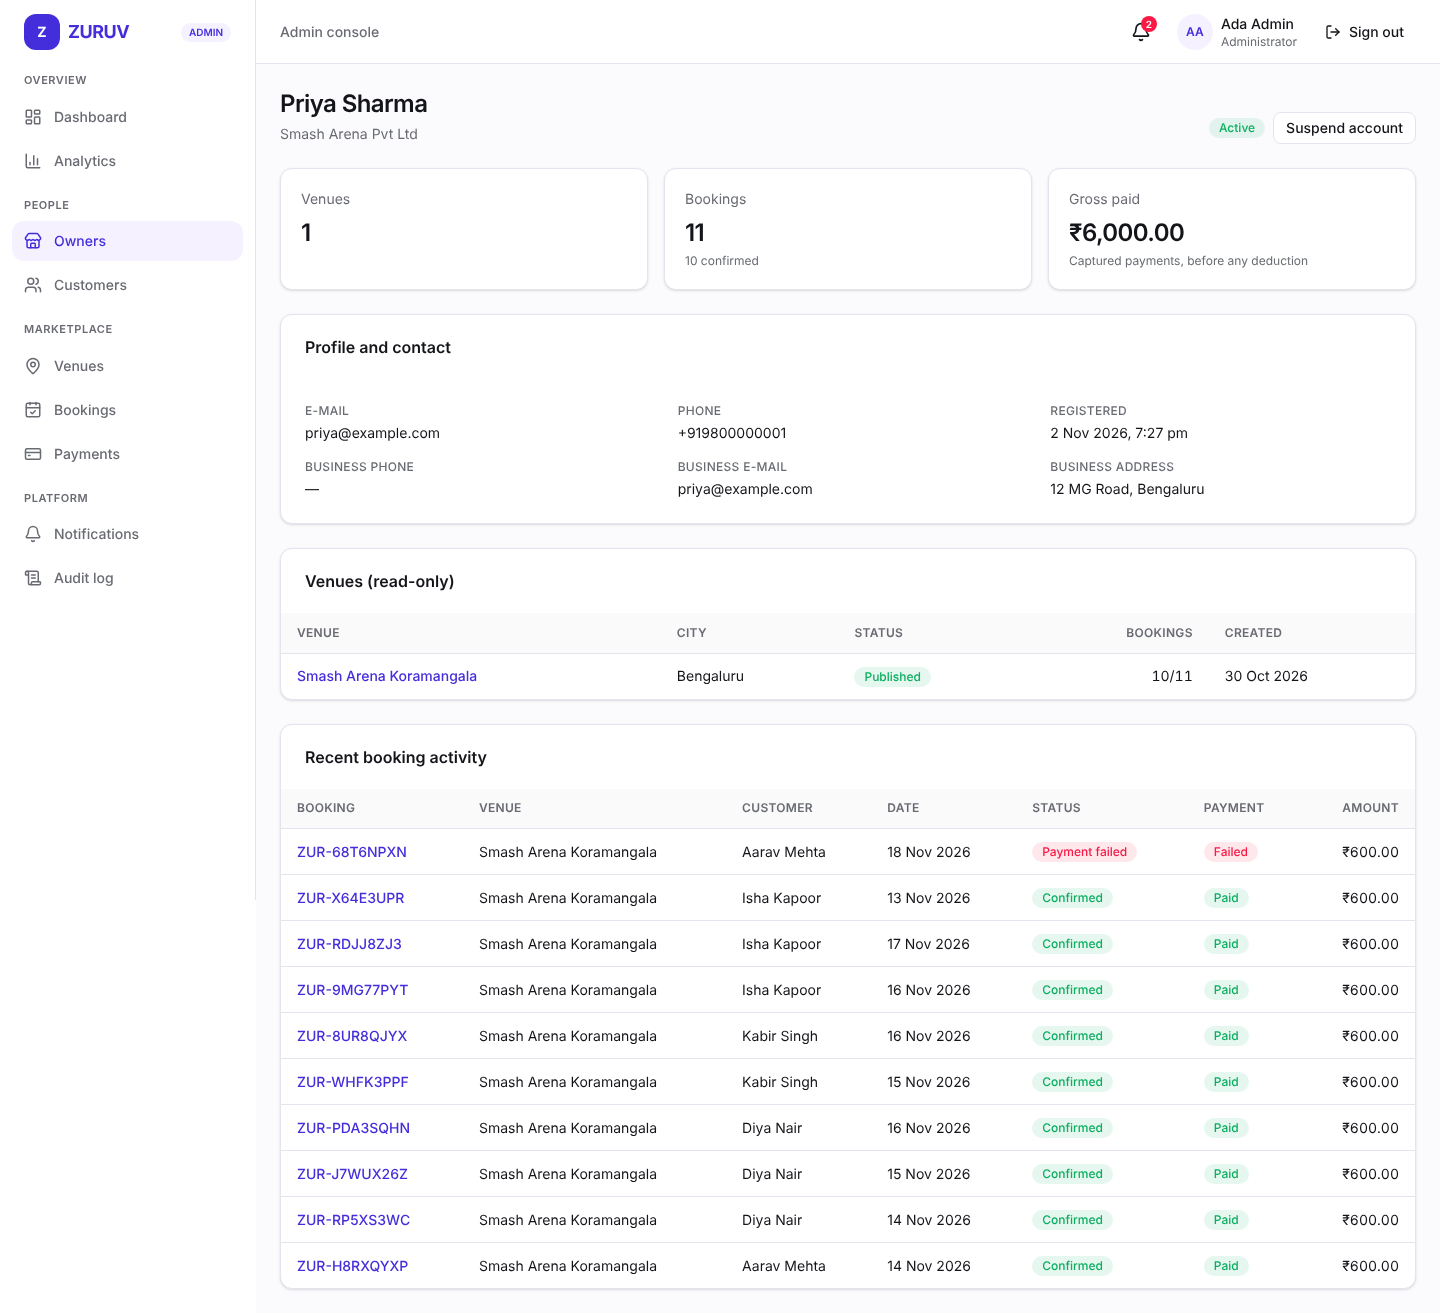 Z ZURUV ADMIN
OVERVIEW
Dashboard
Analytics
PEOPLE
Owners
Customers
MARKETPLACE
Venues
Bookings
Payments
PLATFORM
Notifications
Audit log
Admin console
2
AA
Ada Admin
Administrator
Sign out
Priya Sharma
Smash Arena Pvt Ltd
Active Suspend account
Venues
1
Bookings
11
10 confirmed
Gross paid
₹6,000.00
Captured payments, before any deduction
Profile and contact
E-MAIL PHONE REGISTERED
priya@example.com +919800000001 2 Nov 2026, 7:27 pm
BUSINESS PHONE BUSINESS E-MAIL BUSINESS ADDRESS
— priya@example.com 12 MG Road, Bengaluru
Venues (read-only)
VENUE CITY STATUS BOOKINGS CREATED
Smash Arena Koramangala Bengaluru Published 10/11 30 Oct 2026
Recent booking activity
BOOKING VENUE CUSTOMER DATE STATUS PAYMENT AMOUNT
ZUR-68T6NPXN Smash Arena Koramangala Aarav Mehta 18 Nov 2026 Payment failed Failed ₹600.00
ZUR-X64E3UPR Smash Arena Koramangala Isha Kapoor 13 Nov 2026 Confirmed Paid ₹600.00
ZUR-RDJJ8ZJ3 Smash Arena Koramangala Isha Kapoor 17 Nov 2026 Confirmed Paid ₹600.00
ZUR-9MG77PYT Smash Arena Koramangala Isha Kapoor 16 Nov 2026 Confirmed Paid ₹600.00
ZUR-8UR8QJYX Smash Arena Koramangala Kabir Singh 16 Nov 2026 Confirmed Paid ₹600.00
ZUR-WHFK3PPF Smash Arena Koramangala Kabir Singh 15 Nov 2026 Confirmed Paid ₹600.00
ZUR-PDA3SQHN Smash Arena Koramangala Diya Nair 16 Nov 2026 Confirmed Paid ₹600.00
ZUR-J7WUX26Z Smash Arena Koramangala Diya Nair 15 Nov 2026 Confirmed Paid ₹600.00
ZUR-RP5XS3WC Smash Arena Koramangala Diya Nair 14 Nov 2026 Confirmed Paid ₹600.00
ZUR-H8RXQYXP Smash Arena Koramangala Aarav Mehta 14 Nov 2026 Confirmed Paid ₹600.00